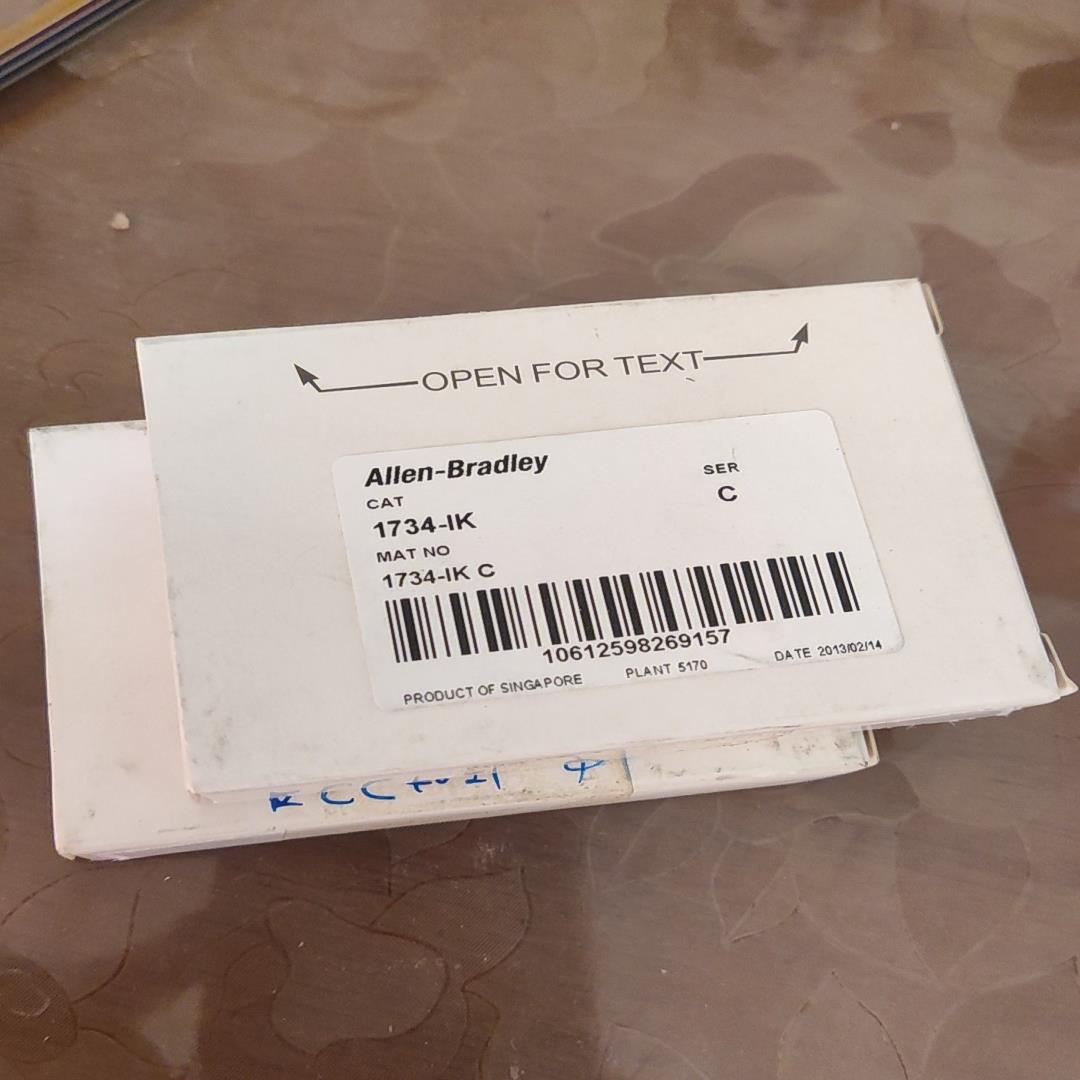 OPEN FOR TEXT
Allen-Bradley
SER
CAT
C
1734-IK
MAT NO
1734-IK C
10612598269157
PRODUCT OF SINGAPORE PLANT 5170 DATE 2013/02/14